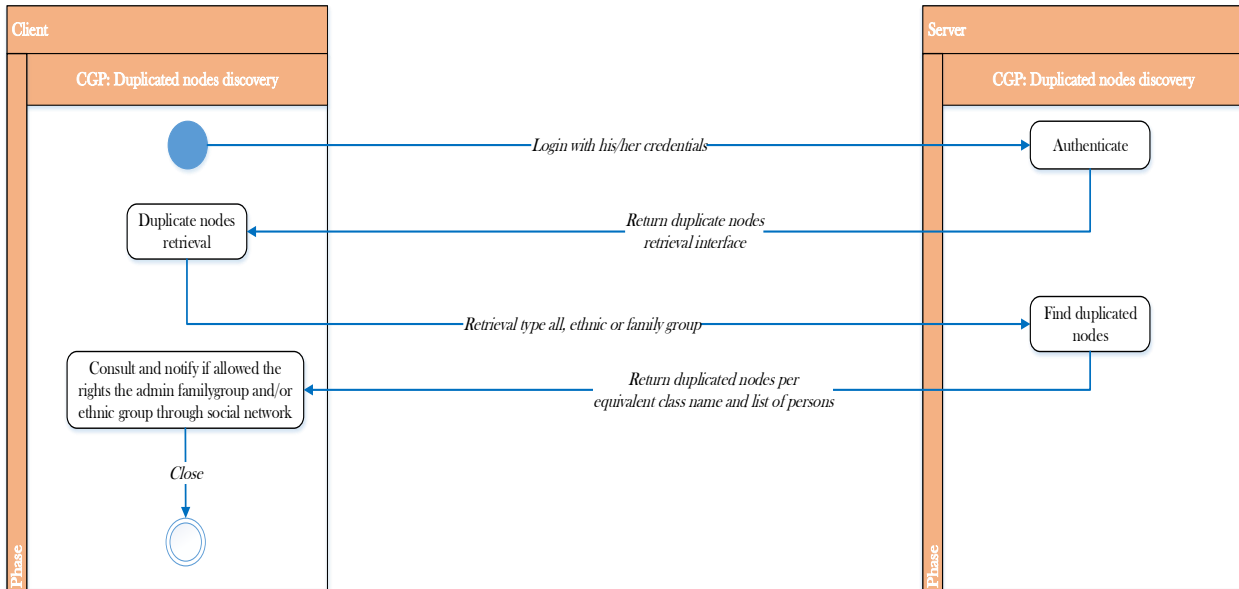 Client
Server
CGP: Duplicated nodes discovery
CGP: Duplicated nodes discovery
Login with his/her credentials
Authenticate
Duplicate nodes
retrieval
Return duplicate nodes
retrieval interface
Retrieval type all, ethnic or family group
Find duplicated
nodes
Consult and notify if allowed the
rights the admin familygroup and/or
ethnic group through social network
Return duplicated nodes per
equivalent class name and list of persons
Close
Phase
Phase